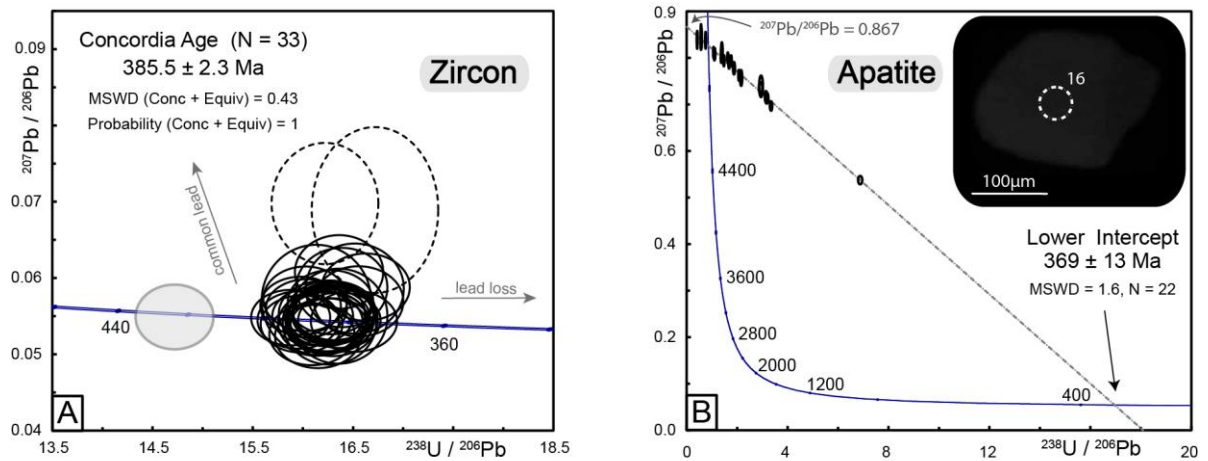 Concordia Age (N = 33)
385.5 ± 2.3 Ma
MSWD (Conc + Equiv) = 0.43
Probability (Conc + Equiv) = 1
Zircon
207Pb / 206Pb
0.09
0.07
0.06
0.05
0.04
common lead
lead loss
440
360
A
13.5
14.5
15.5
16.5
238U / 206Pb
18.5
207Pb/206Pb = 0.867
Apatite
16
100µm
207Pb / 206Pb
0.9
0.6
0.4
0.2
0.0
4400
3600
2800
2000
1200
400
Lower Intercept
369 ± 13 Ma
MSWD = 1.6, N = 22
B
0
4
8
12
238U / 206Pb
16
20